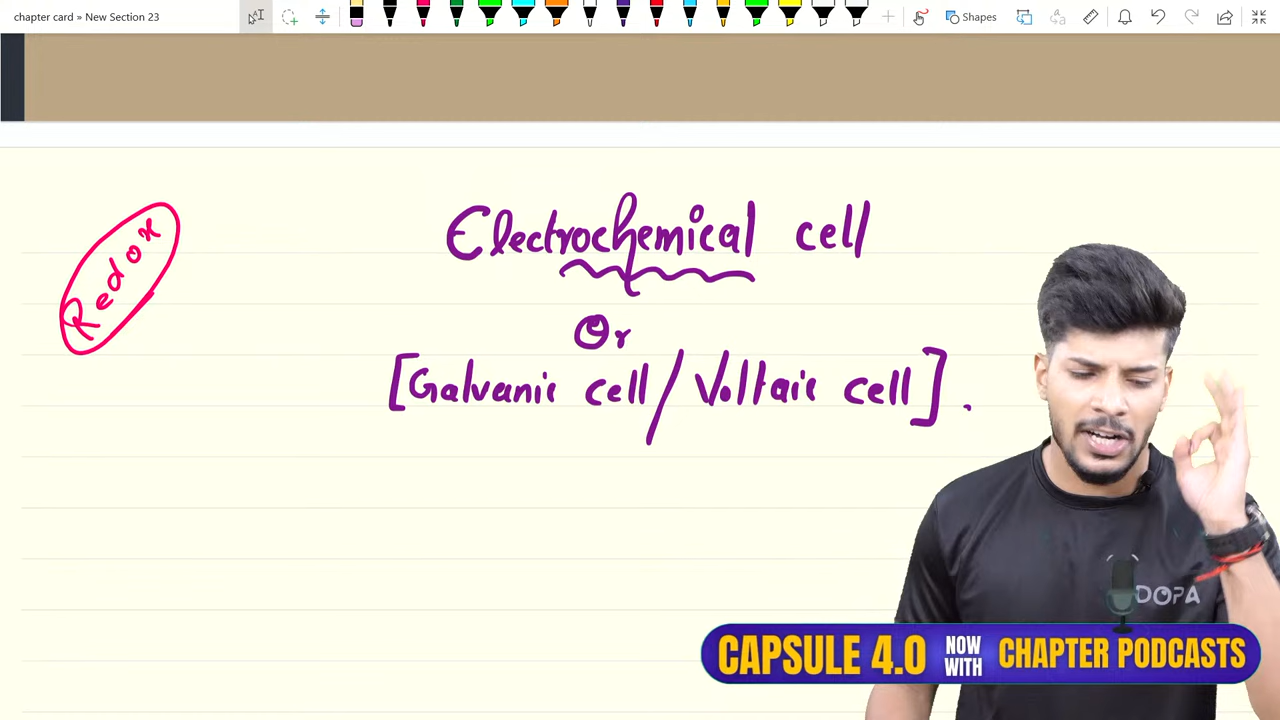 chapter card » New Section 23
Shapes
Redox
Electrochemical cell
Or
[Galvanic cell/Voltaic cell].
DOPA
CAPSULE 4.0 NOW WITH CHAPTER PODCASTS